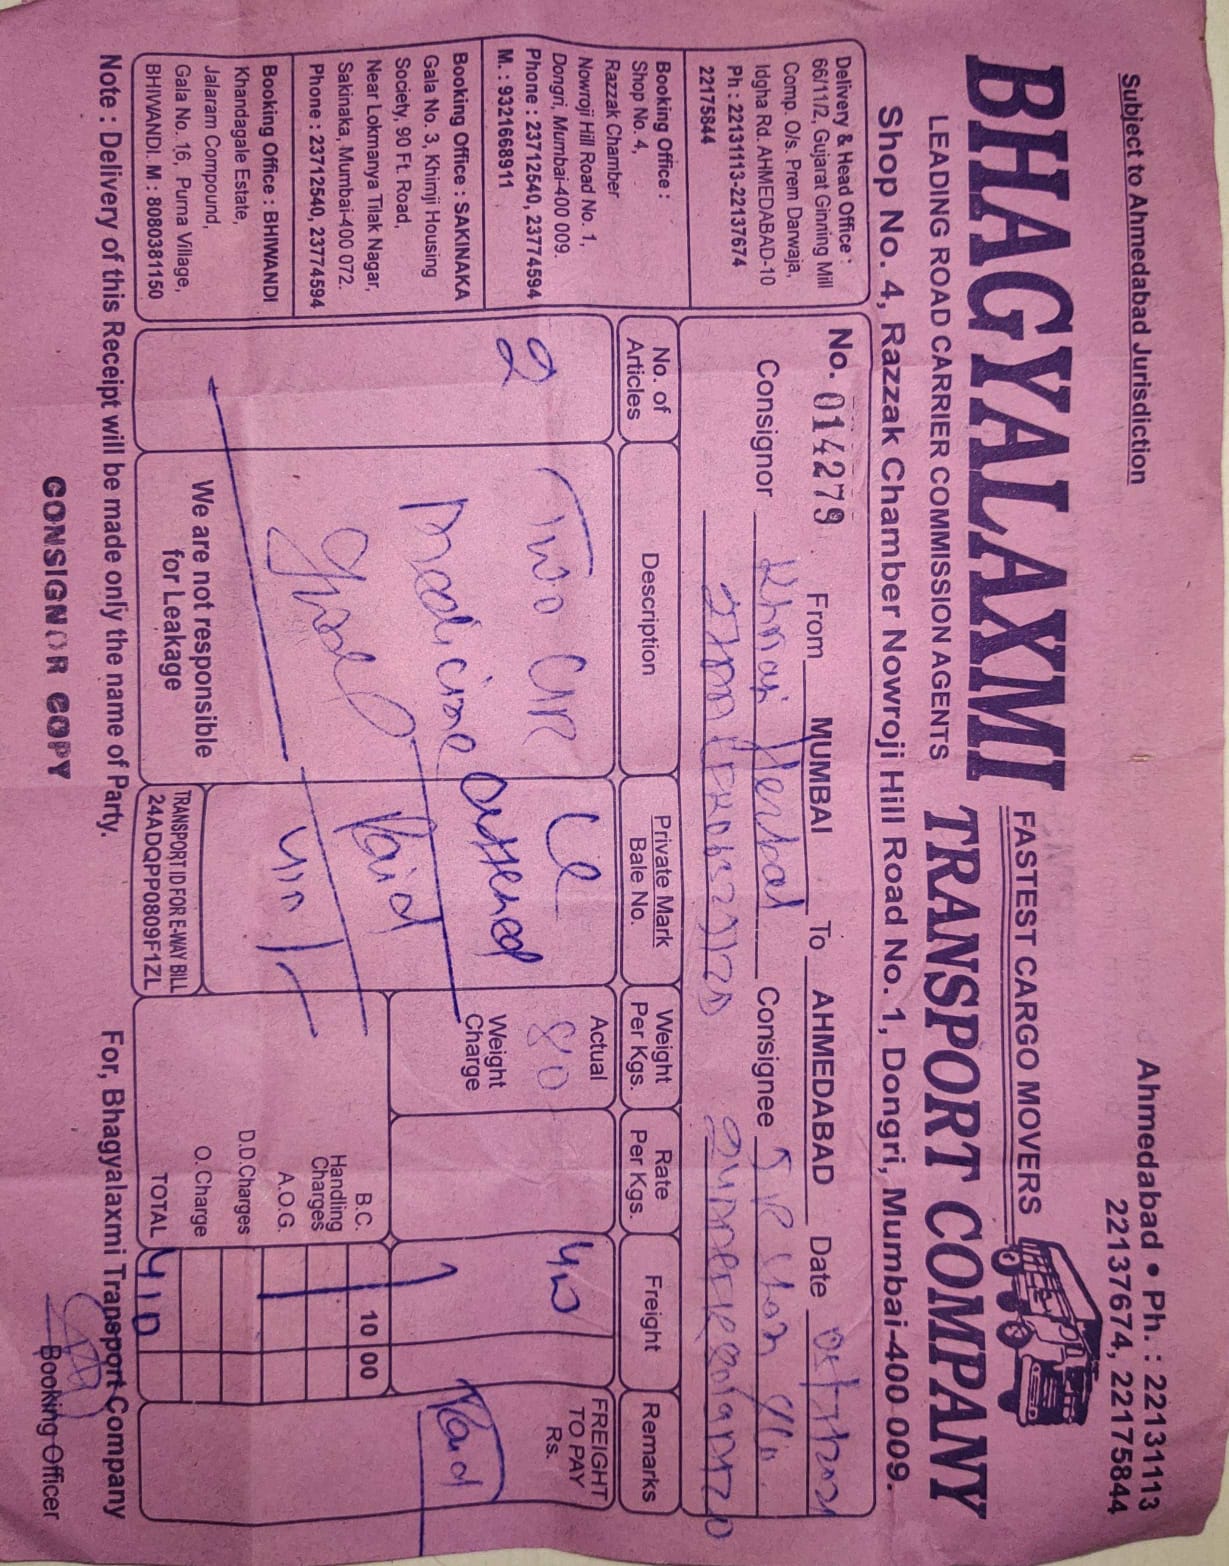 Subject to Ahmedabad Jurisdiction
Ahmedabad • Ph. : 22131113
22137674, 22175844
FASTEST CARGO MOVERS
BHAGYALAXMI TRANSPORT COMPANY
LEADING ROAD CARRIER COMMISSION AGENTS
Shop No. 4, Razzak Chamber Nowroji Hill Road No. 1, Dongri, Mumbai-400 009.
Delivery & Head Office :
66/11/2, Gujarat Ginning Mill
Comp. O/s. Prem Darwaja,
Idgha Rd. AHMEDABAD-10
Ph : 22131113-22137674
22175844
Booking Office :
Shop No. 4,
Razzak Chamber
Nowroji Hill Road No. 1,
Dongri, Mumbai-400 009.
Phone : 23712540, 23774594
M. : 9321668911
Booking Office : SAKINAKA
Gala No. 3, Khimji Housing
Society, 90 Ft. Road,
Near Lokmanya Tilak Nagar,
Sakinaka, Mumbai-400 072.
Phone : 23712540, 23774594
Booking Office : BHIWANDI
Khandagale Estate,
Jalaram Compound,
Gala No. 16, Purna Village,
BHIWANDI. M : 8080381150
No. 014279 From MUMBAI To AHMEDABAD Date
Consignor Consignee
No. of Articles
Description
Private Mark
Bale No.
Weight Per Kgs.
Rate Per Kgs.
Freight
Remarks
2
Two
Medicine
Paid
Actual
80
Weight Charge
FREIGHT TO PAY Rs.
Paid
B.C. 10 00
Handling Charges
A.O.G.
D.D.Charges
O. Charge
TOTAL 410
We are not responsible
for Leakage
TRANSPORT ID FOR E-WAY BILL
24ADQPP0809F1ZL
Note : Delivery of this Receipt will be made only the name of Party.
For, Bhagyalaxmi Transport Company
Booking Officer
CONSIGNOR COPY